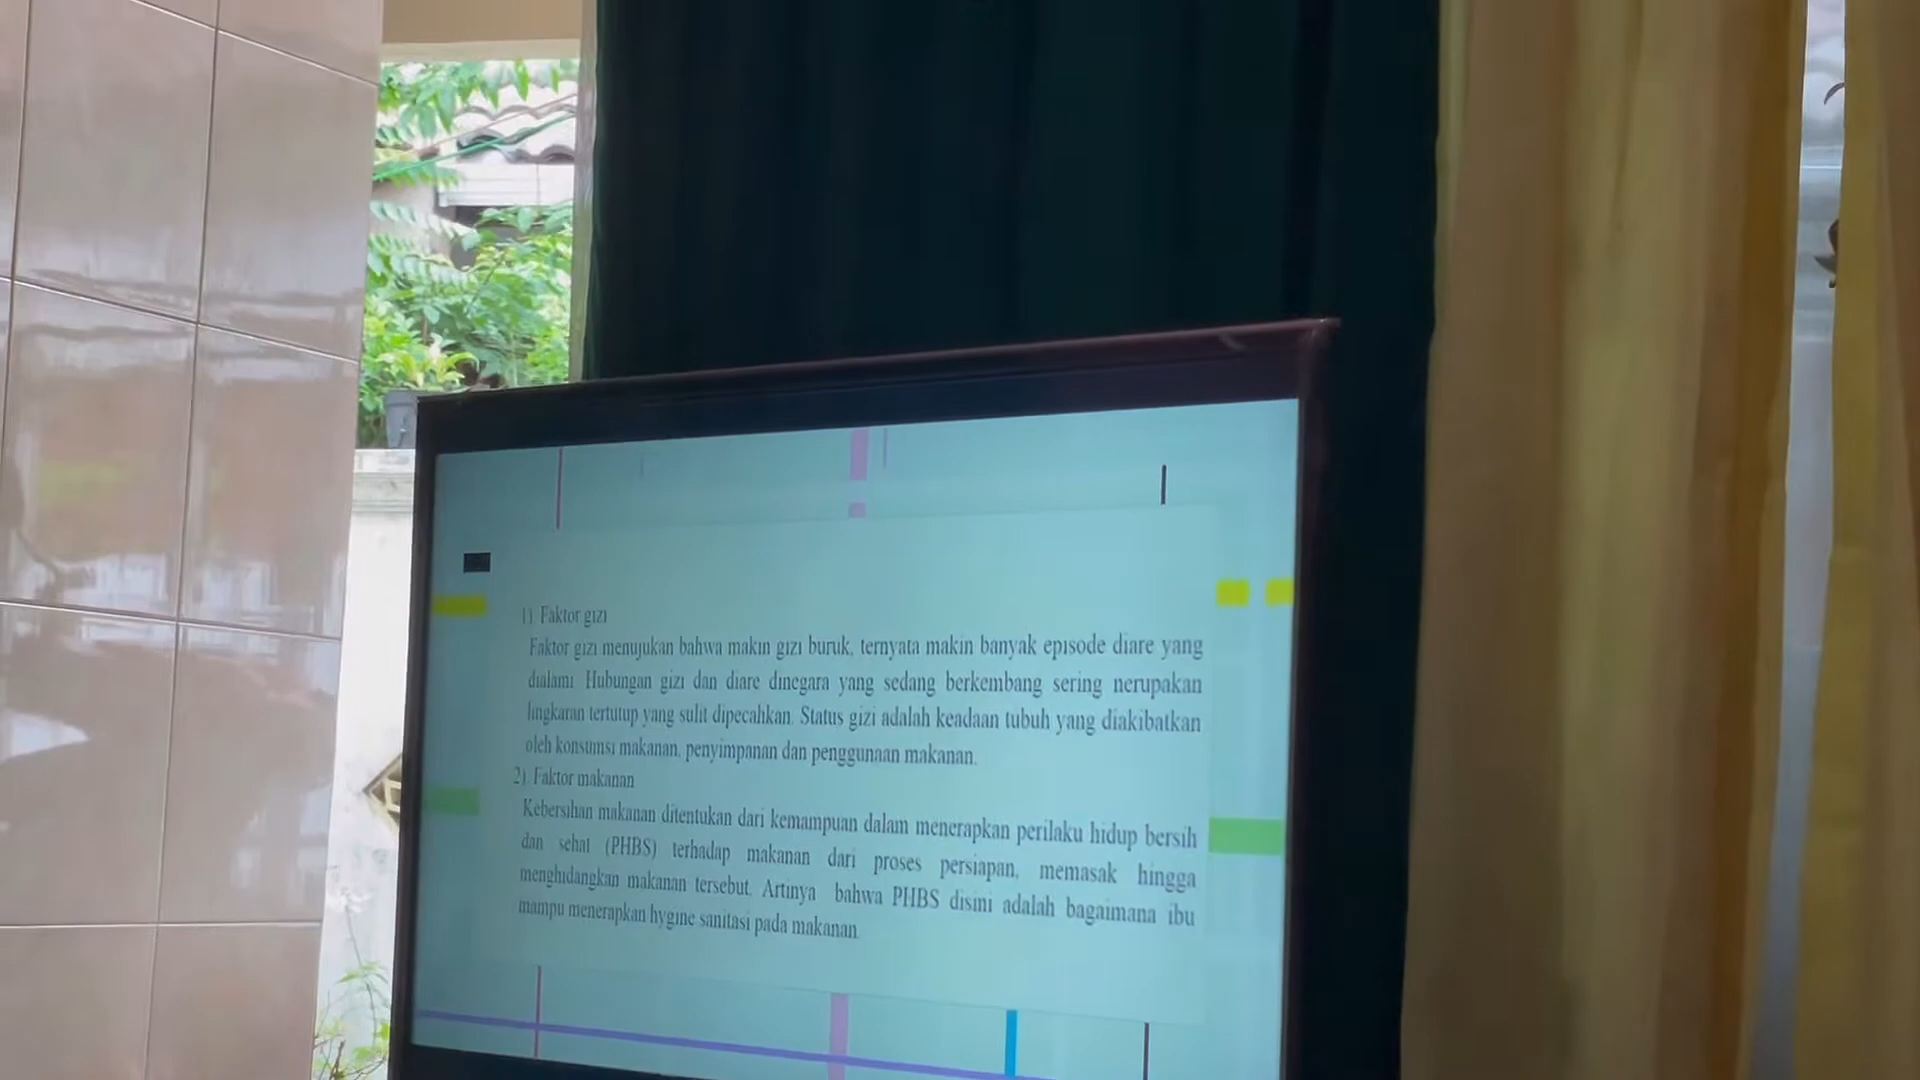 1). Faktor gizi
Faktor gizi menujukan bahwa makin gizi buruk, ternyata makin banyak episode diare yang
dialami. Hubungan gizi dan diare dinegara yang sedang berkembang sering nerupakan
lingkaran tertutup yang sulit dipecahkan. Status gizi adalah keadaan tubuh yang diakibatkan
oleh konsumsi makanan, penyimpanan dan penggunaan makanan.
2). Faktor makanan
Kebersihan makanan ditentukan dari kemampuan dalam menerapkan perilaku hidup bersih
dan sehat (PHBS) terhadap makanan dari proses persiapan, memasak hingga
menghidangkan makanan tersebut. Artinya bahwa PHBS disini adalah bagaimana ibu
mampu menerapkan hygine sanitasi pada makanan.